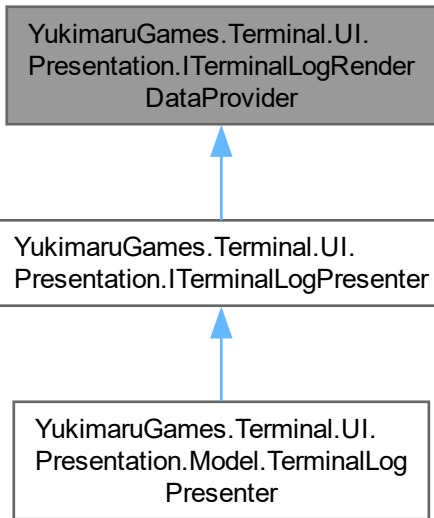 YukimaruGames.Terminal.UI.
Presentation.ITerminalLogRender
DataProvider
YukimaruGames.Terminal.UI.
Presentation.ITerminalLogPresenter
YukimaruGames.Terminal.UI.
Presentation.Model.TerminalLog
Presenter